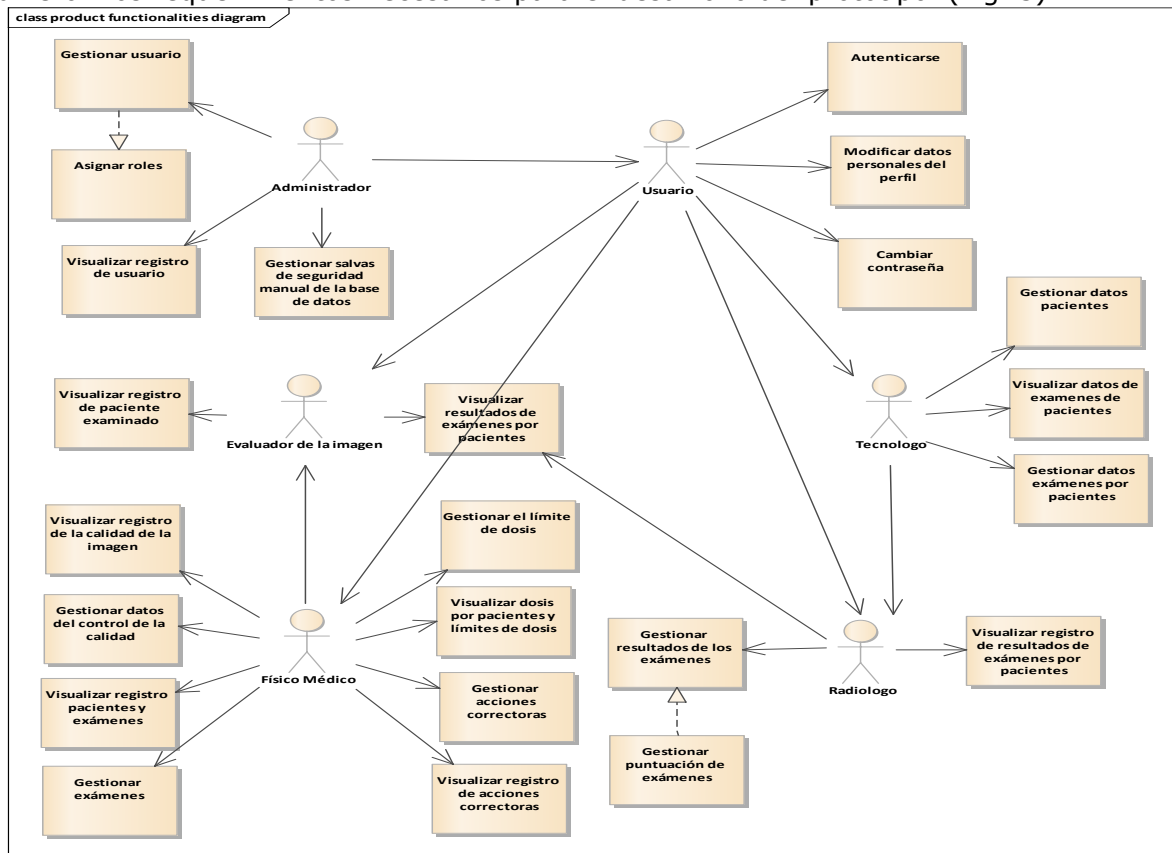 class product functionalities diagram
Gestionar usuario
Asignar roles
Visualizar registro
de usuario
Administrador
Gestionar salvas
de seguridad
manual de la base
de datos
Usuario
Autenticarse
Modificar datos
personales del
perfil
Cambiar
contraseña
Gestionar datos
pacientes
Visualizar datos de
examenes de
pacientes
Gestionar datos
exámenes por
pacientes
Tecnologo
Visualizar registro
de paciente
examinado
Evaluador de la imagen
Visualizar
resultados de
exámenes por
pacientes
Visualizar registro
de la calidad de la
imagen
Gestionar datos
del control de la
calidad
Visualizar registro
pacientes y
exámenes
Gestionar
exámenes
Físico Médico
Gestionar el límite
de dosis
Visualizar dosis
por pacientes y
límites de dosis
Gestionar
acciones
correctoras
Visualizar registro
de acciones
correctoras
Gestionar
resultados de los
exámenes
Gestionar
puntuación de
exámenes
Radiologo
Visualizar registro
de resultados de
exámenes por
pacientes